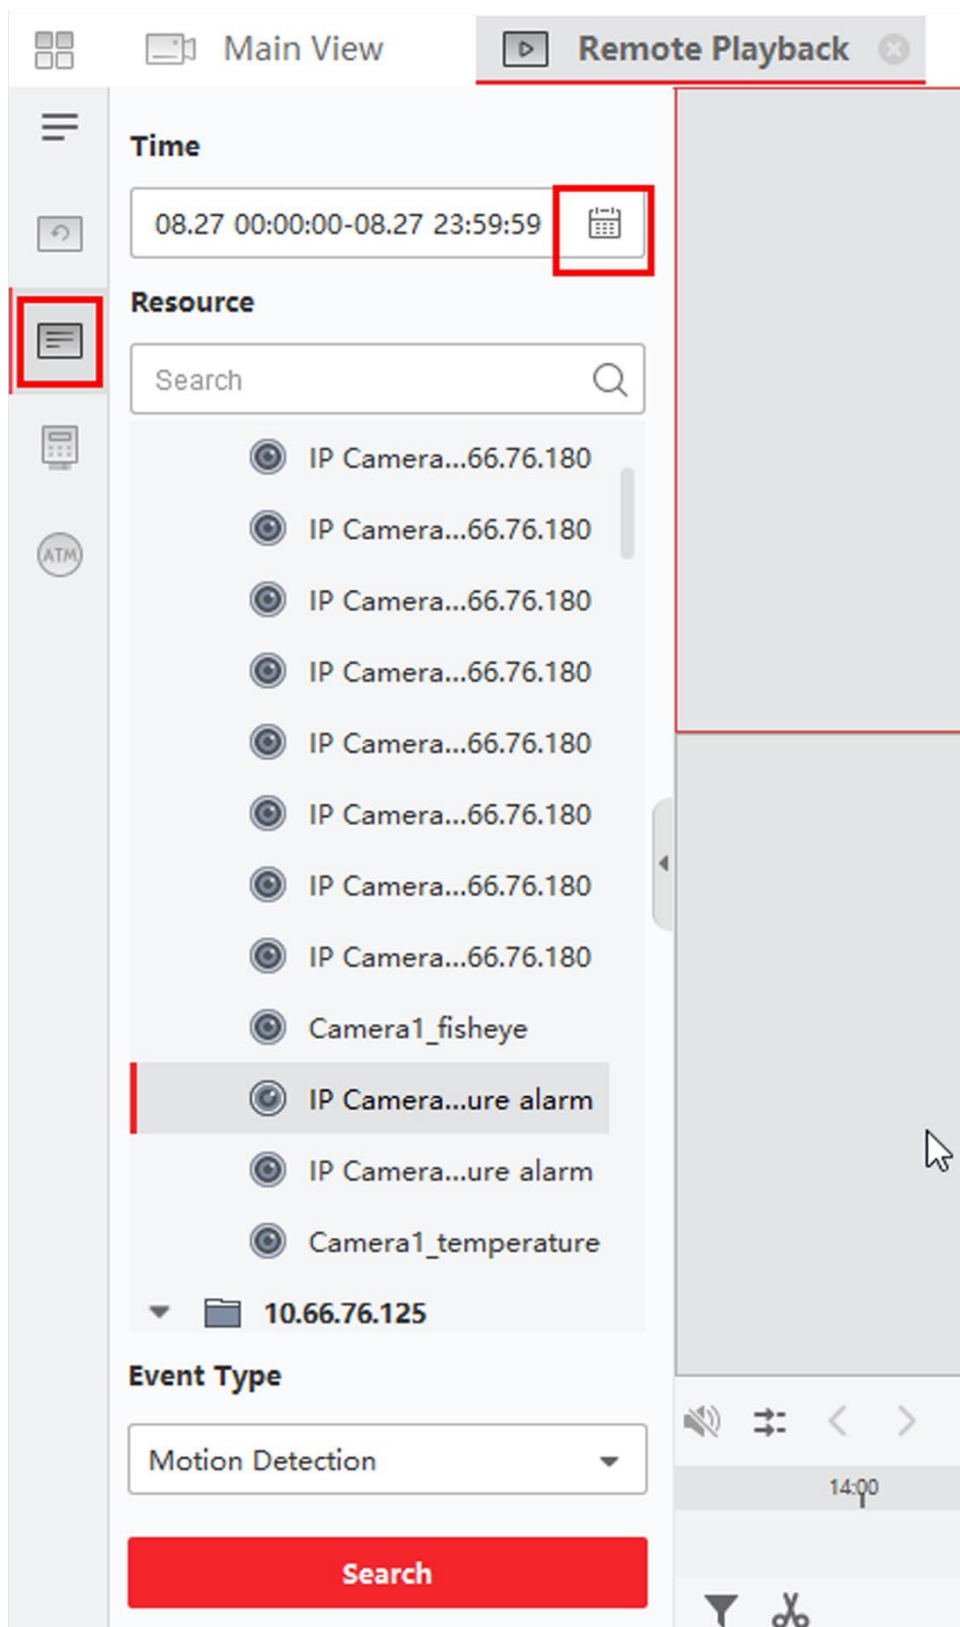 Main View
Remote Playback
Time
08.27 00:00:00-08.27 23:59:59
Resource
Search
IP Camera...66.76.180
IP Camera...66.76.180
ATM
IP Camera...66.76.180
IP Camera...66.76.180
IP Camera...66.76.180
IP Camera...66.76.180
IP Camera...66.76.180
IP Camera...66.76.180
Camera1_fisheye
IP Camera...ure alarm
IP Camera...ure alarm
Camera1_temperature
10.66.76.125
Event Type
Motion Detection
14:00
Search